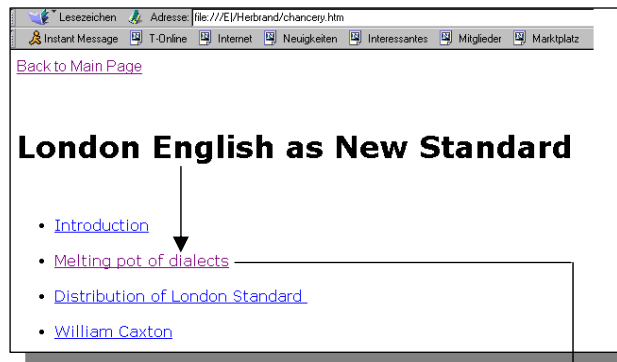 Lesezeichen Adresse: file:///E|/Herbrand/chancery.htm
Instant Message T-Online Internet Neuigkeiten Interessantes Mitglieder Marktplatz
Back to Main Page
London English as New Standard
• Introduction
• Melting pot of dialects
• Distribution of London Standard
• William Caxton